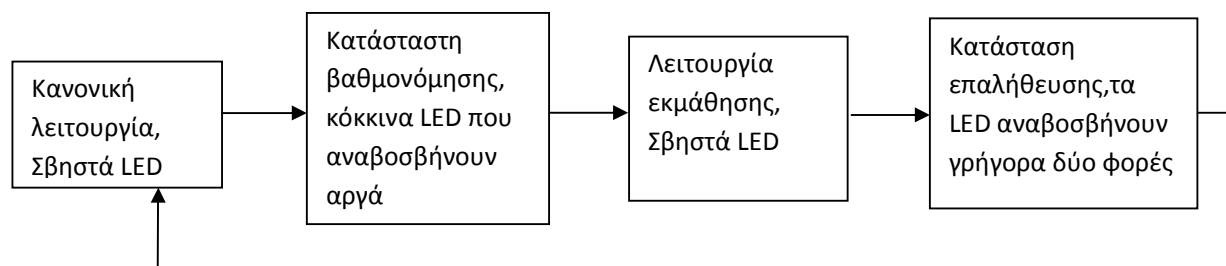 Κανονική
λειτουργία,
Σβηστά LED
Κατάσταστη
βαθμονόμησης,
κόκκινα LED που
αναβοσβήνουν
αργά
Λειτουργία
εκμάθησης,
Σβηστά LED
Κατάσταση
επαλήθευσης,τα
LED αναβοσβήνουν
γρήγορα δύο φορές